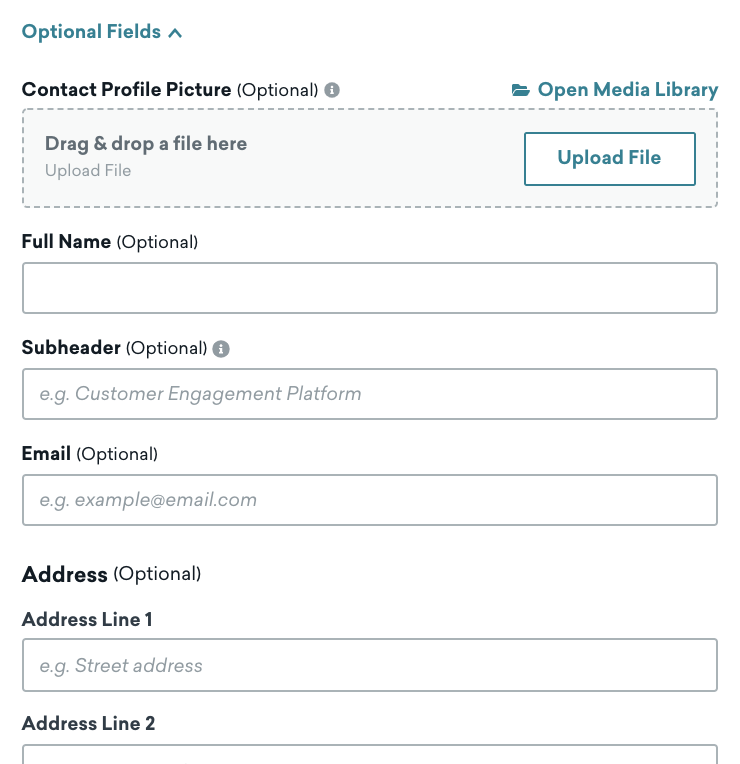 Optional Fields
Contact Profile Picture (Optional) Open Media Library
Drag & drop a file here
Upload File
Upload File
Full Name (Optional)
Subheader (Optional)
e.g. Customer Engagement Platform
Email (Optional)
e.g. example@email.com
Address (Optional)
Address Line 1
e.g. Street address
Address Line 2